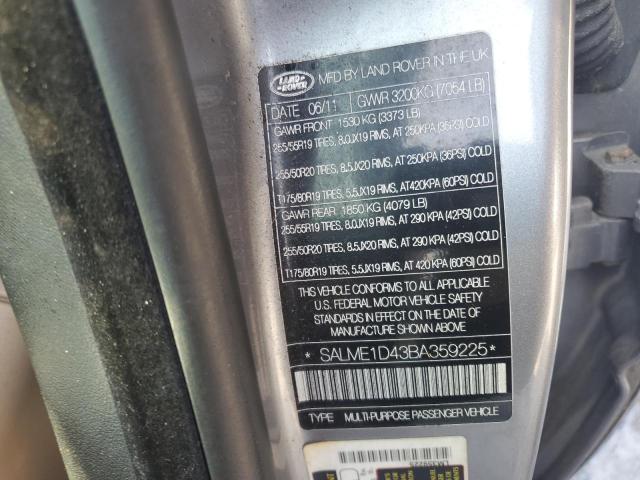 LAND ROVER
MFD BY LAND ROVER IN THE UK
DATE 06/11 GVWR 3200KG (7054 LB)
GAWR FRONT 1530 KG (3373 LB)
255/55R19 TIRES, 8.0JX19 RIMS, AT 250KPA (36PSI) COLD
255/50R20 TIRES, 8.5JX20 RIMS, AT 250KPA (36PSI) COLD
T175/80R19 TIRES, 5.5JX19 RIMS, AT420KPA (60PSI) COLD
GAWR REAR 1850 KG (4079 LB)
255/55R19 TIRES, 8.0JX19 RIMS, AT 290 KPA (42PSI) COLD
255/50R20 TIRES, 8.5JX20 RIMS, AT 290 KPA (42PSI) COLD
T175/80R19 TIRES, 5.5JX19 RIMS, AT 420 KPA (60PSI) COLD
THIS VEHICLE CONFORMS TO ALL APPLICABLE
U.S. FEDERAL MOTOR VEHICLE SAFETY
STANDARDS IN EFFECT ON THE DATE OF
MANUFACTURE SHOWN ABOVE
* SALME1D43BA359225 *
TYPE MULTI-PURPOSE PASSENGER VEHICLE